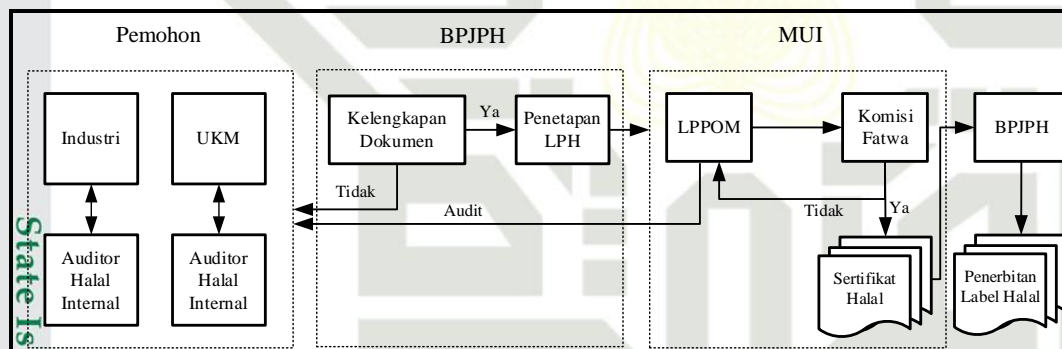 Pemohon
BPJPH
MUI
Industri
UKM
Auditor
Halal
Internal
Auditor
Halal
Internal
Kelengkapan
Dokumen
Ya
Penetapan
LPH
Tidak
Audit
LPPOM
Komisi
Fatwa
Tidak
Ya
Sertifikat
Halal
BPJPH
Penerbitan
Label Halal
State Is